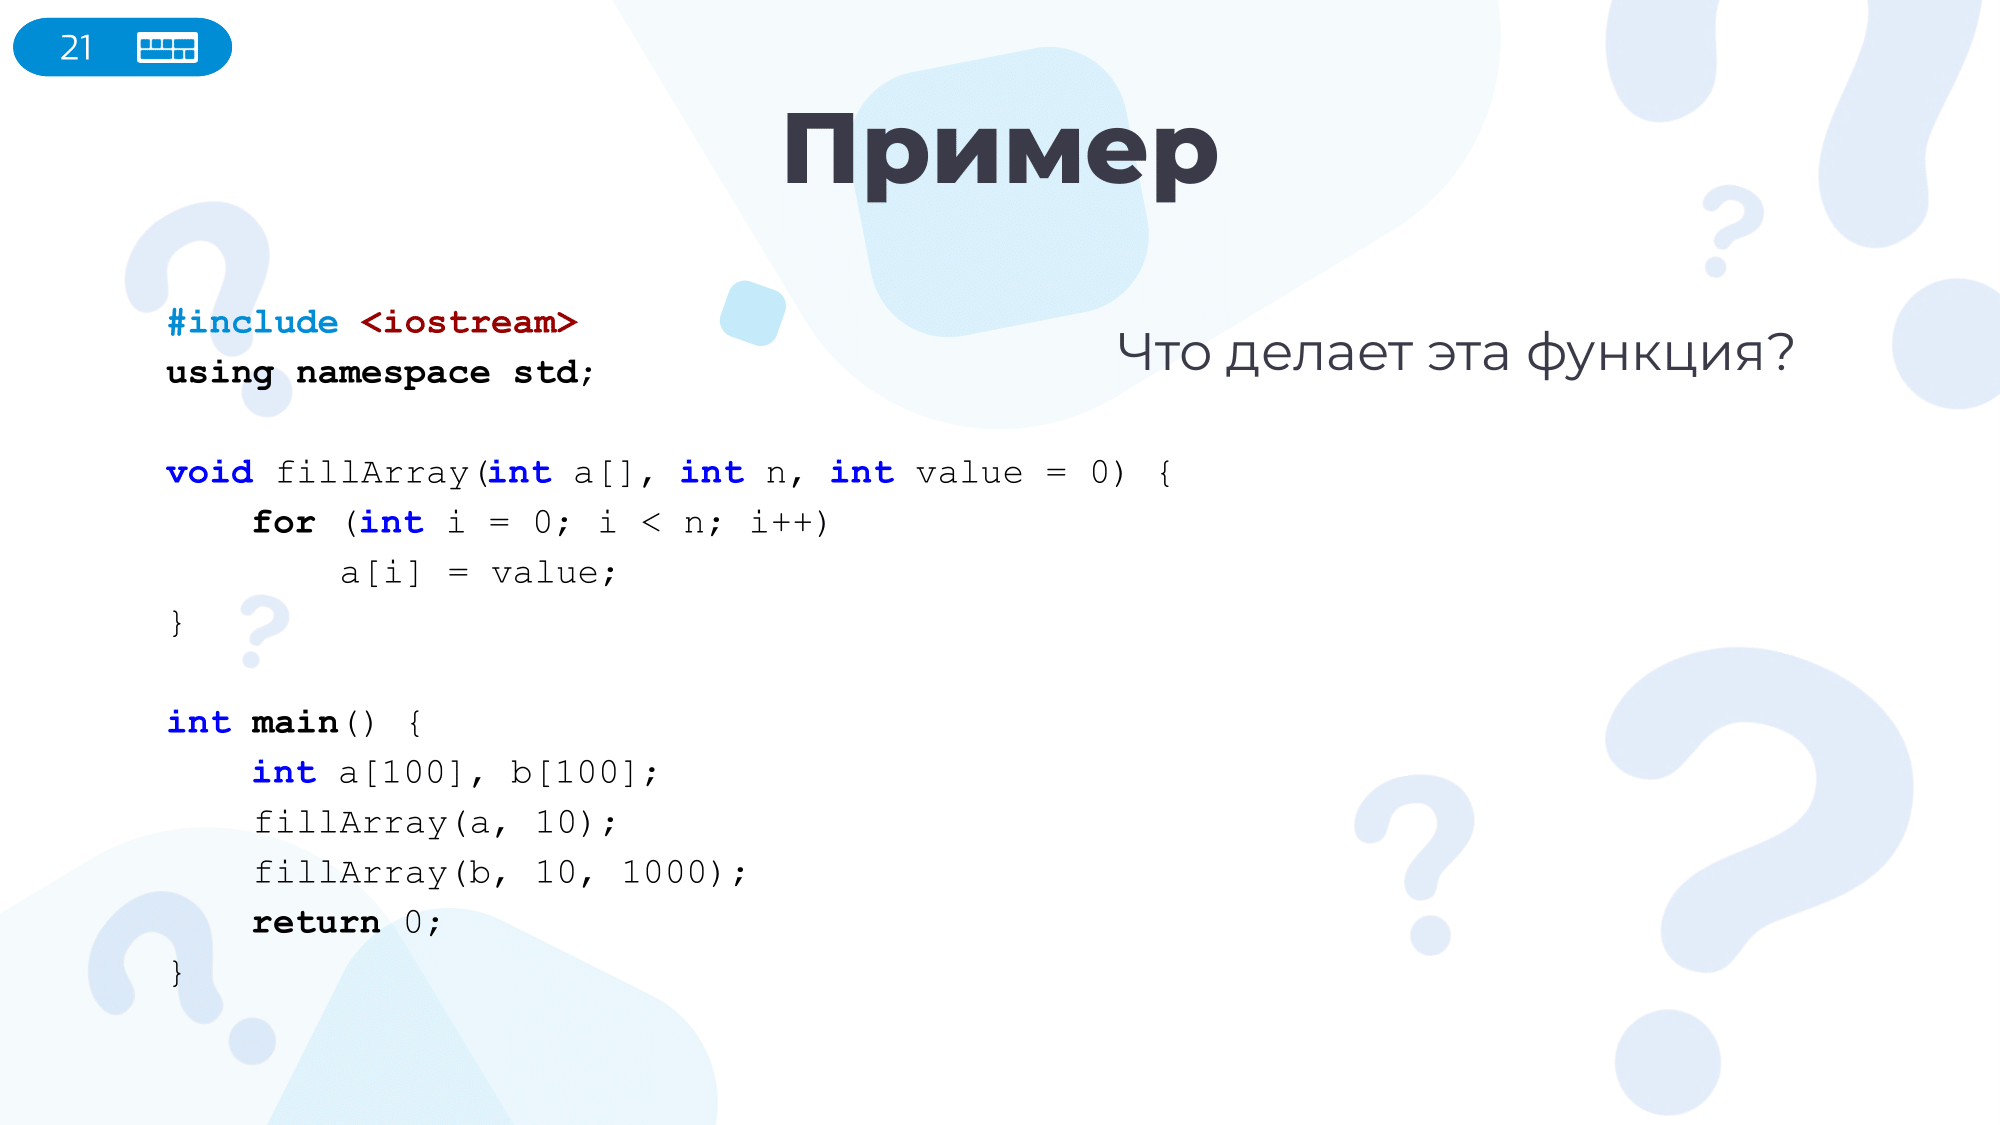 21
Пример
#include <iostream>
using namespace std;
Что делает эта функция?
void fillArray(int a[], int n, int value = 0) {
    for (int i = 0; i < n; i++)
        a[i] = value;
}
int main() {
    int a[100], b[100];
    fillArray(a, 10);
    fillArray(b, 10, 1000);
    return 0;
}